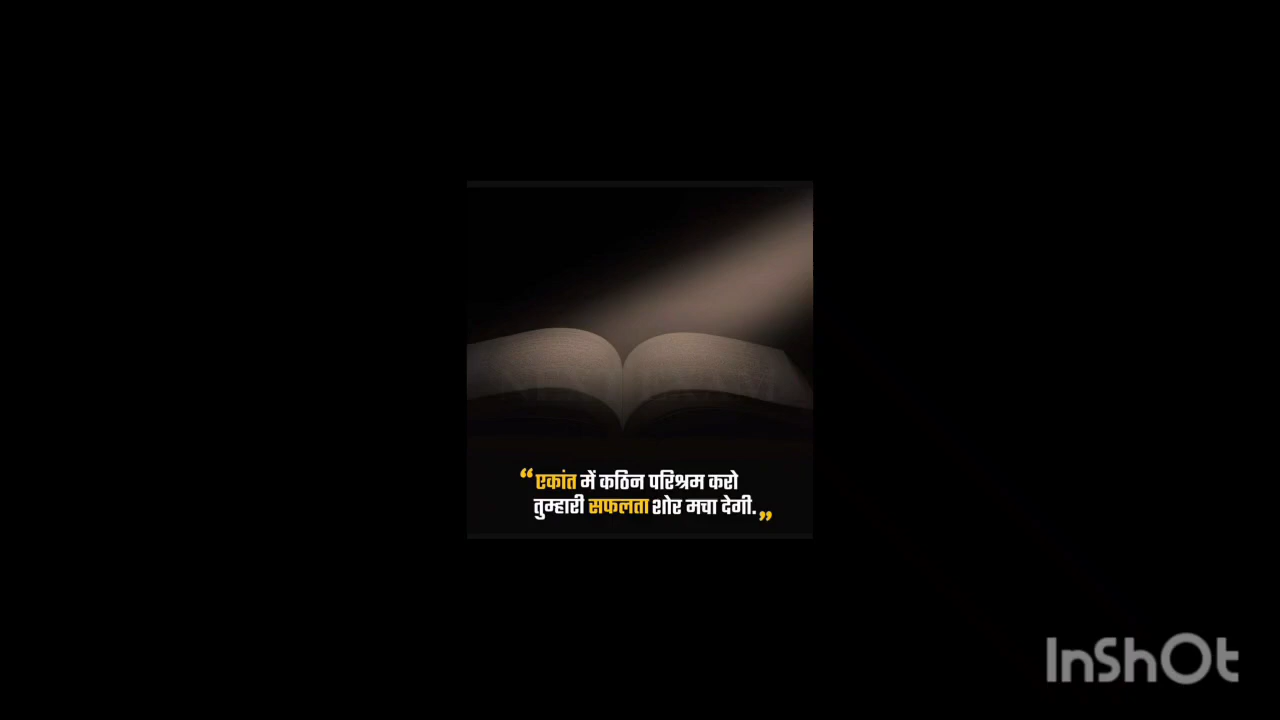 “एकांत में कठिन परिश्रम करो
तुम्हारी सफलता शोर मचा देगी.„
InShOt